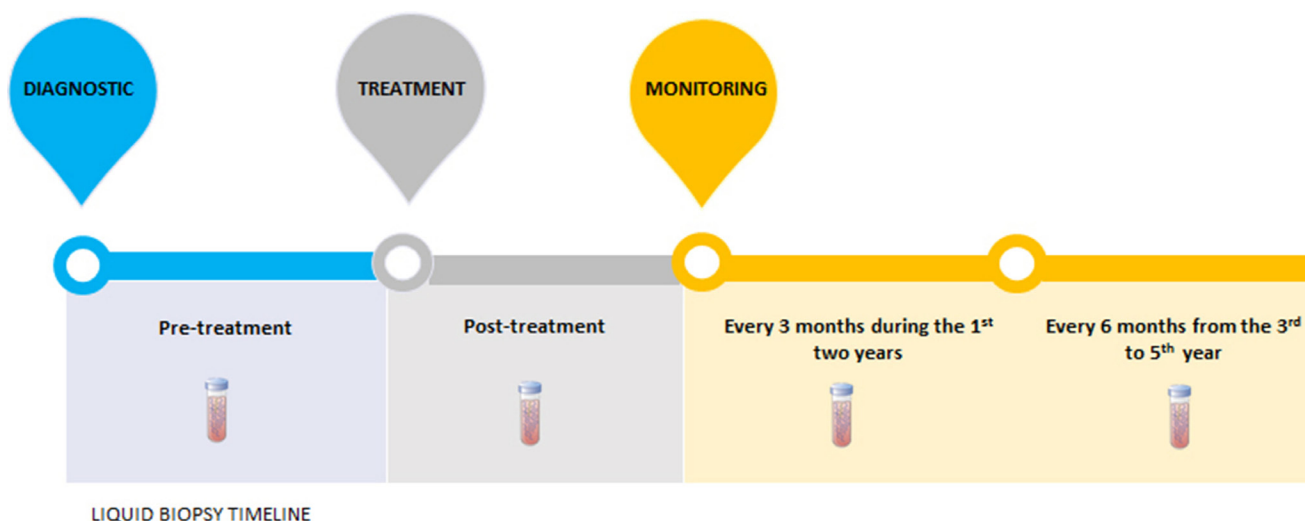 DIAGNOSTIC
TREATMENT
MONITORING
Pre-treatment
Post-treatment
Every 3 months during the 1st
two years
Every 6 months from the 3rd
to 5th year
LIQUID BIOPSY TIMELINE